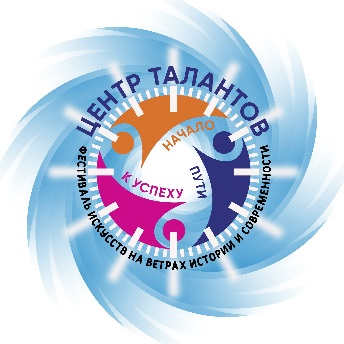 ЦЕНТР ТАЛАНТОВ
НАЧАЛО
ПУТИ
К УСПЕХУ
ФЕСТИВАЛЬ ИСКУССТВ НА ВЕТРАХ ИСТОРИИ И СОВРЕМЕННОСТИ